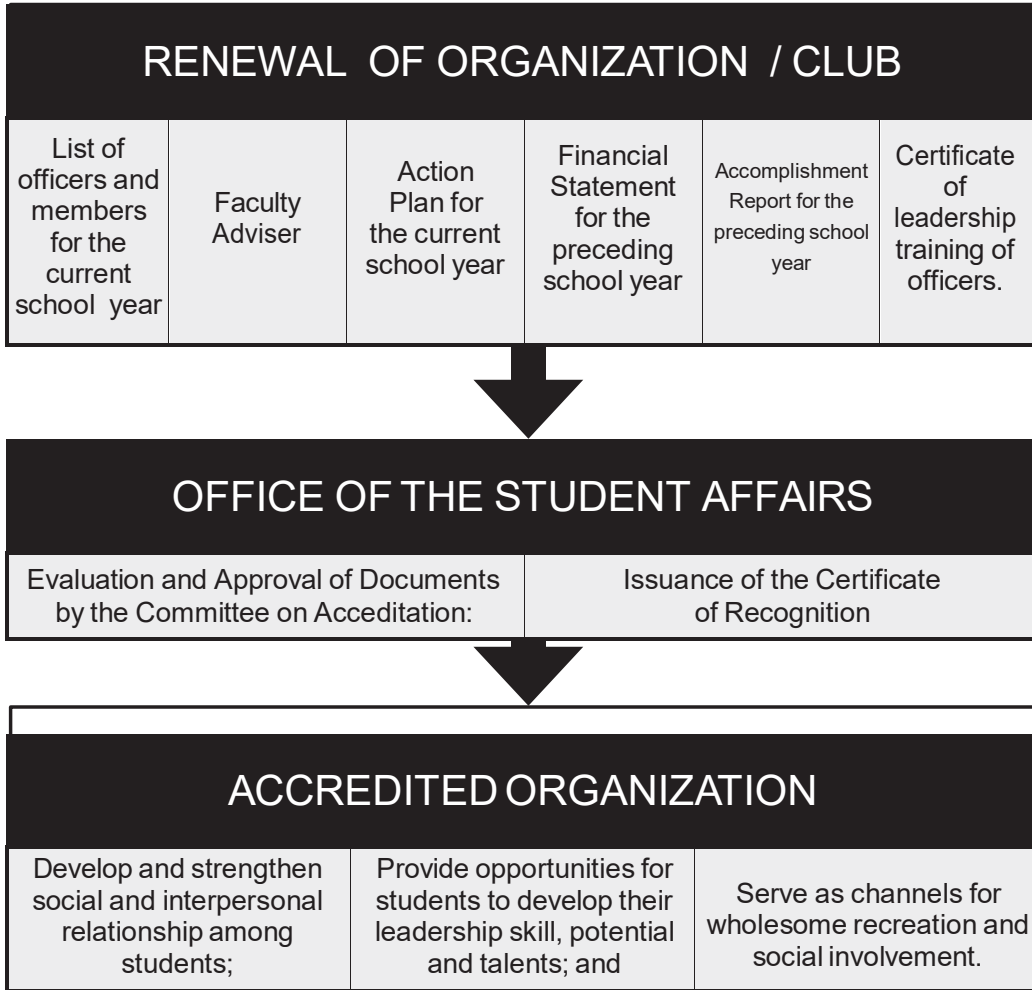 RENEWAL OF ORGANIZATION / CLUB
List of
officers and
members
for the
current
school year
Faculty
Adviser
Action
Plan for
the current
school year
Financial
Statement
for the
preceding
school year
Accomplishment
Report for the
preceding school
year
Certificate
of
leadership
training of
officers.
OFFICE OF THE STUDENT AFFAIRS
Evaluation and Approval of Documents
by the Committee on Acceditation:
Issuance of the Certificate
of Recognition
ACCREDITED ORGANIZATION
Develop and strengthen
social and interpersonal
relationship among
students;
Provide opportunities for
students to develop their
leadership skill, potential
and talents; and
Serve as channels for
wholesome recreation and
social involvement.